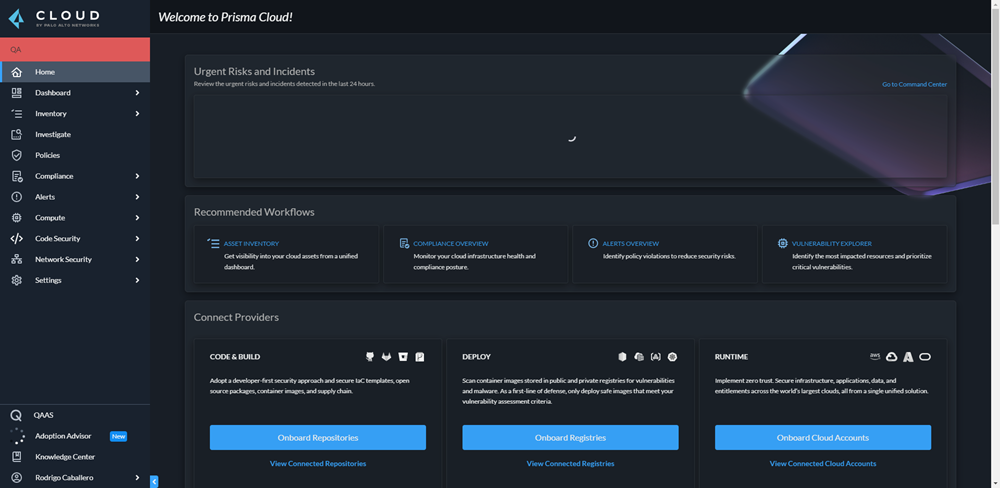 CLOUD
BY PALO ALTO NETWORKS
QA
Home
Dashboard
Inventory
Investigate
Policies
Compliance
Alerts
Compute
Code Security
Network Security
Settings
QAAS
Adoption Advisor New
Knowledge Center
Rodrigo Caballero
Welcome to Prisma Cloud!
Urgent Risks and Incidents
Review the urgent risks and incidents detected in the last 24 hours.
Go to Command Center
Recommended Workflows
ASSET INVENTORY
Get visibility into your cloud assets from a unified
dashboard.
COMPLIANCE OVERVIEW
Monitor your cloud infrastructure health and
compliance posture.
ALERTS OVERVIEW
Identify policy violations to reduce security risks.
VULNERABILITY EXPLORER
Identify the most impacted resources and prioritize
critical vulnerabilities.
Connect Providers
CODE & BUILD
Adopt a developer-first security approach and secure IaC templates, open
source packages, container images, and supply chain.
Onboard Repositories
View Connected Repositories
DEPLOY
Scan container images stored in public and private registries for vulnerabilities
and malware. As a first-line of defense, only deploy safe images that meet your
vulnerability assessment criteria.
Onboard Registries
View Connected Registries
RUNTIME
aws
Implement zero trust. Secure infrastructure, applications, data, and
entitlements across the world's largest clouds, all from a single unified solution.
Onboard Cloud Accounts
View Connected Cloud Accounts